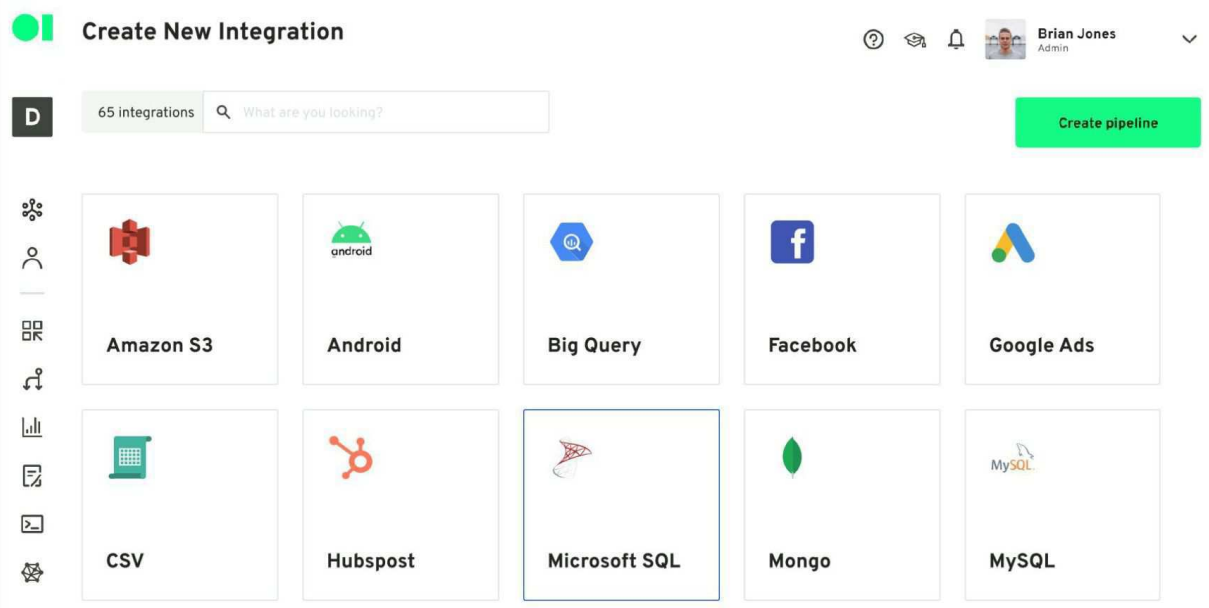 Create New Integration
Brian Jones
Admin
D
65 integrations
What are you looking?
Create pipeline
android
Amazon S3
Android
Big Query
Facebook
Google Ads
MySQL
CSV
Hubspost
Microsoft SQL
Mongo
MySQL